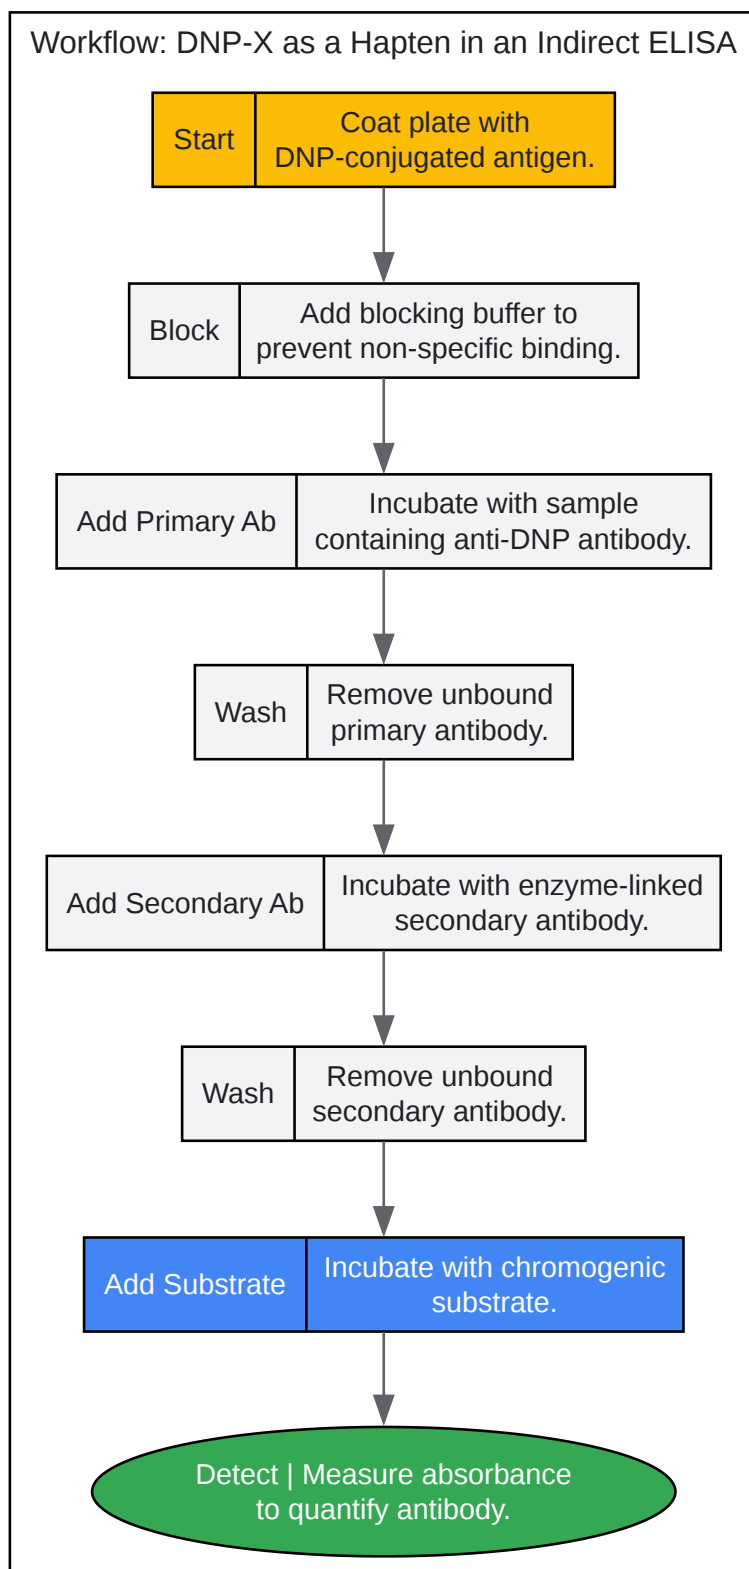 Workflow: DNP-X as a Hapten in an Indirect ELISA
Start
Coat plate with
DNP-conjugated antigen.
Block
Add blocking buffer to
prevent non-specific binding.
Add Primary Ab
Incubate with sample
containing anti-DNP antibody.
Wash
Remove unbound
primary antibody.
Add Secondary Ab
Incubate with enzyme-linked
secondary antibody.
Wash
Remove unbound
secondary antibody.
Add Substrate
Incubate with chromogenic
substrate.
Detect | Measure absorbance
to quantify antibody.